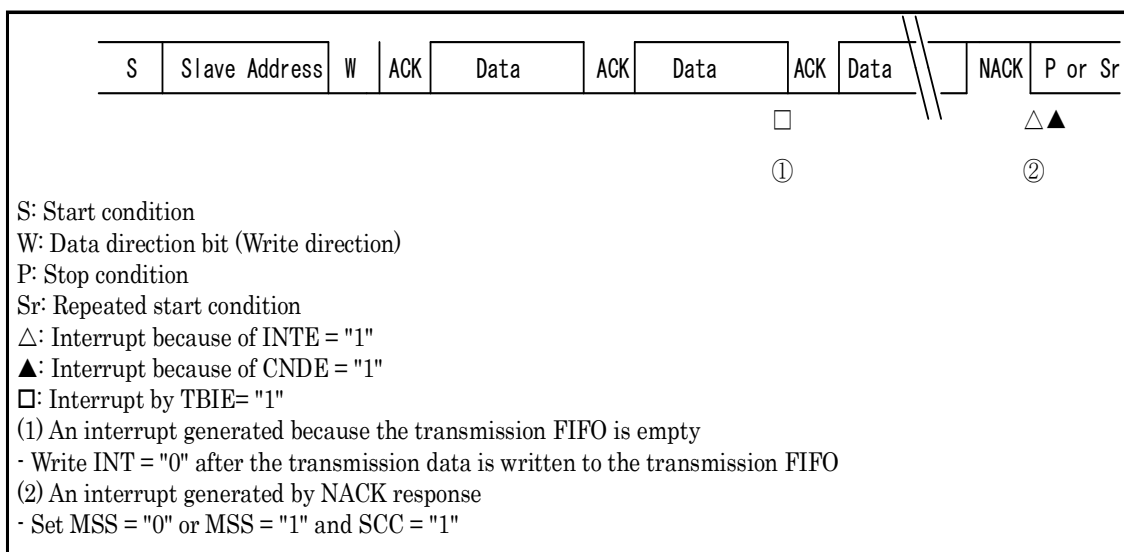 S Slave Address W ACK Data ACK Data ACK Data NACK P or Sr
□ △▲
① ②
S: Start condition
W: Data direction bit (Write direction)
P: Stop condition
Sr: Repeated start condition
△: Interrupt because of INTE = "1"
▲: Interrupt because of CNDE = "1"
□: Interrupt by TBIE= "1"
(1) An interrupt generated because the transmission FIFO is empty
- Write INT = "0" after the transmission data is written to the transmission FIFO
(2) An interrupt generated by NACK response
- Set MSS = "0" or MSS = "1" and SCC = "1"